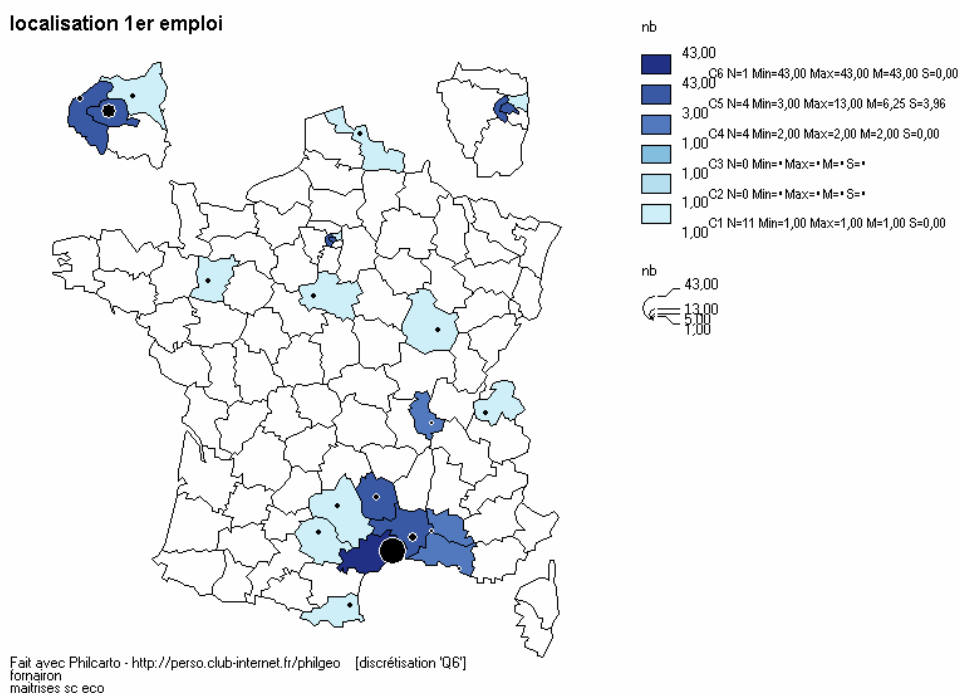 localisation 1er emploi
nb
43,00
C6 N=1 Min=43,00 Max=43,00 M=43,00 S=0,00
43,00
C5 N=4 Min=3,00 Max=13,00 M=6,25 S=3,96
3,00
C4 N=4 Min=2,00 Max=2,00 M=2,00 S=0,00
1,00
C3 N=0 Min=• Max=• M=• S=•
1,00
C2 N=0 Min=• Max=• M=• S=•
1,00
C1 N=11 Min=1,00 Max=1,00 M=1,00 S=0,00
1,00
nb
43,00
13,00
5,00
1,00
Fait avec Philcarto - http://perso.club-internet.fr/philgeo [discrétisation 'Q6']
fornairon
maitrises sc eco